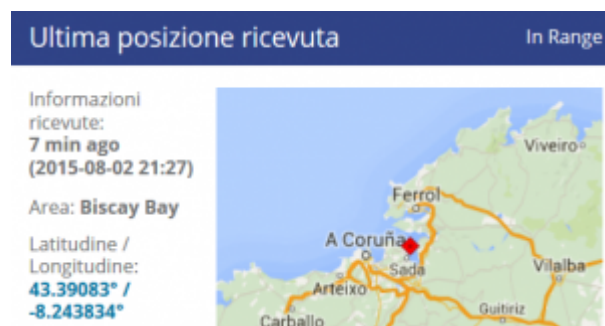 Ultima posizione ricevuta
In Range
Informazioni
ricevute:
7 min ago
(2015-08-02 21:27)
Area: Biscay Bay
Latitudine /
Longitudine:
43.39083° /
-8.243834°
Viveiro
Ferrol
A Coruña
Sada
Vilalba
Arteixo
Guitiriz
Carballo